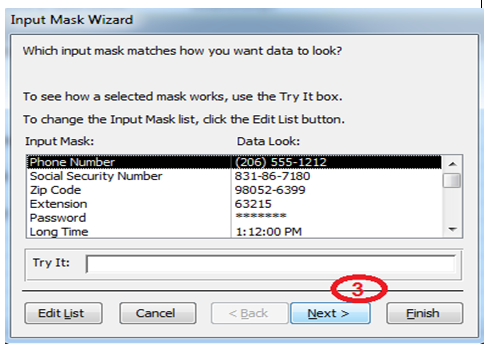 Input Mask Wizard
Which input mask matches how you want data to look?
To see how a selected mask works, use the Try It box.
To change the Input Mask list, click the Edit List button.
Input Mask: Data Look:
Phone Number (206) 555-1212
Social Security Number 831-86-7180
Zip Code 98052-6399
Extension 63215
Password *******
Long Time 1:12:00 PM
Try It:
3
Edit List Cancel < Back Next > Finish